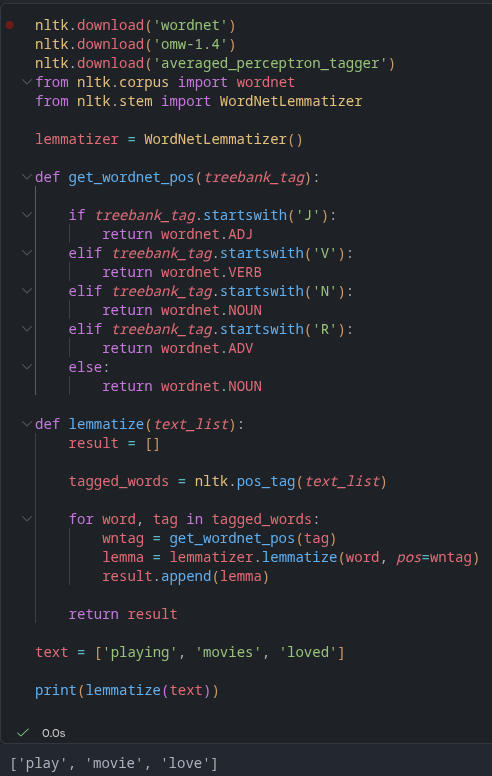 nltk.download('wordnet')
nltk.download('omw-1.4')
nltk.download('averaged_perceptron_tagger')
from nltk.corpus import wordnet
from nltk.stem import WordNetLemmatizer

lemmatizer = WordNetLemmatizer()

def get_wordnet_pos(treebank_tag):

    if treebank_tag.startswith('J'):
        return wordnet.ADJ
    elif treebank_tag.startswith('V'):
        return wordnet.VERB
    elif treebank_tag.startswith('N'):
        return wordnet.NOUN
    elif treebank_tag.startswith('R'):
        return wordnet.ADV
    else:
        return wordnet.NOUN

def lemmatize(text_list):
    result = []

    tagged_words = nltk.pos_tag(text_list)

    for word, tag in tagged_words:
        wntag = get_wordnet_pos(tag)
        lemma = lemmatizer.lemmatize(word, pos=wntag)
        result.append(lemma)

    return result

text = ['playing', 'movies', 'loved']

print(lemmatize(text))

0.0s
['play', 'movie', 'love']